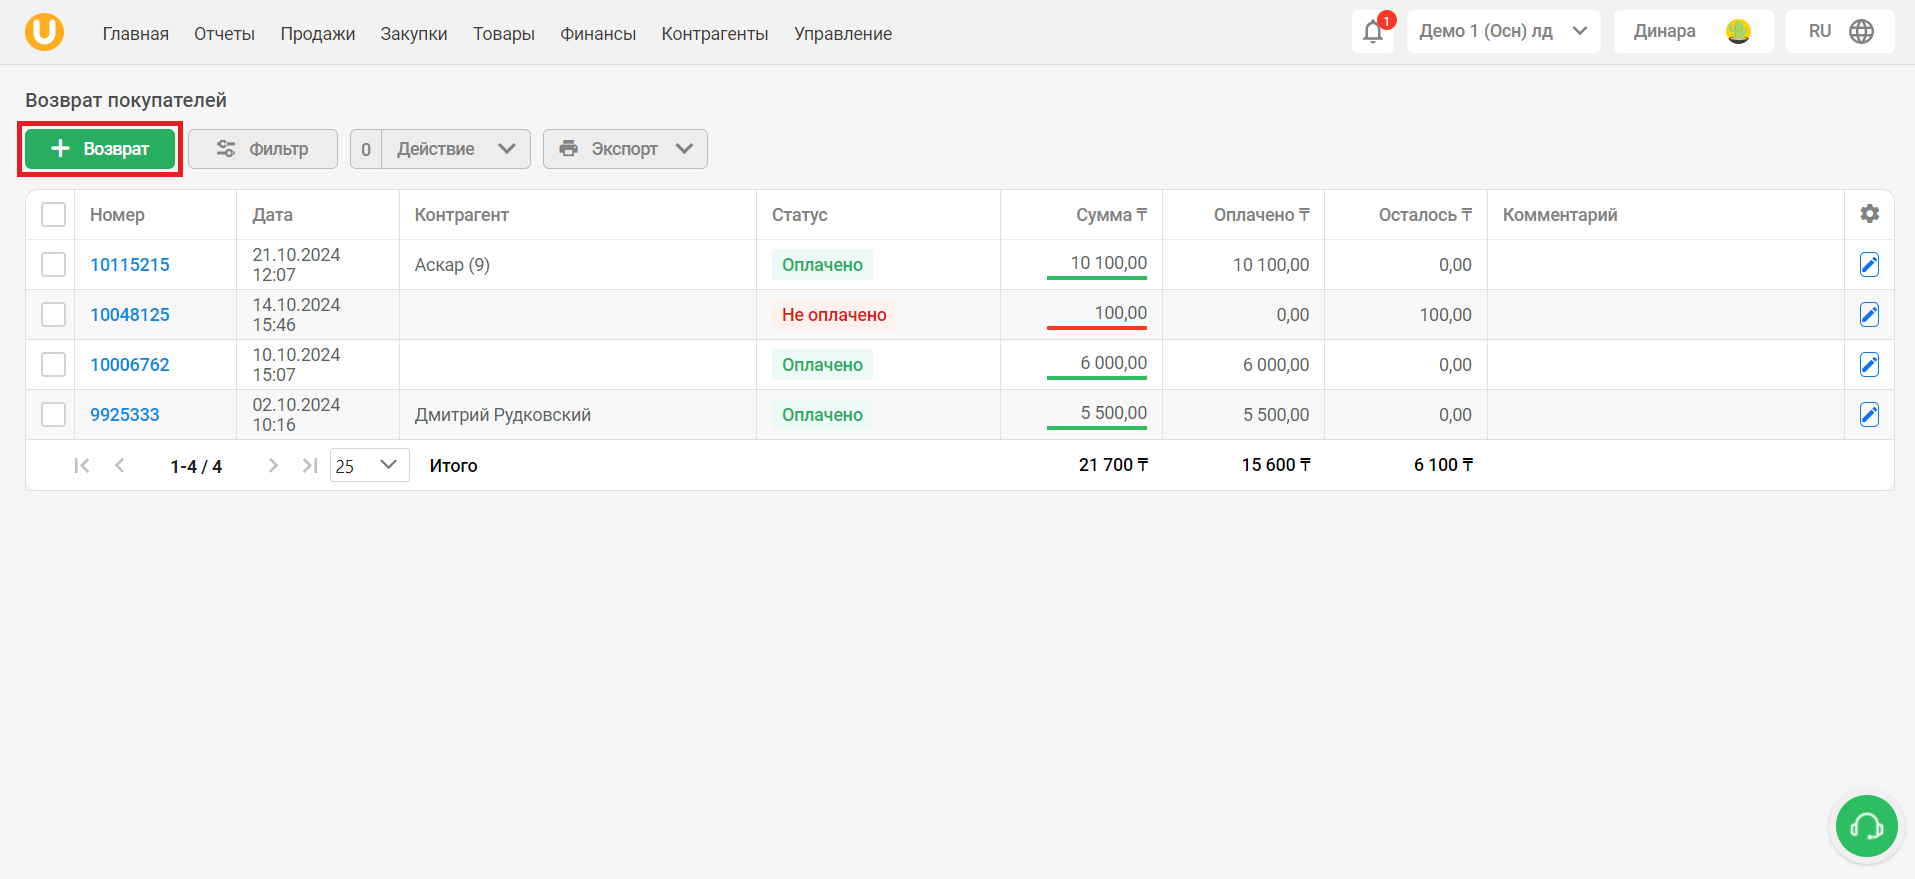 Главная Отчеты Продажи Закупки Товары Финансы Контрагенты Управление 1 Демо 1 (Осн) лд Динара RU
Возврат покупателей
Возврат Фильтр 0 Действие Экспорт
Номер Дата Контрагент Статус Сумма ₸ Оплачено ₸ Осталось ₸ Комментарий
10115215 21.10.2024 12:07 Аскар (9) Оплачено 10 100,00 10 100,00 0,00
10048125 14.10.2024 15:46 Не оплачено 100,00 0,00 100,00
10006762 10.10.2024 15:07 Оплачено 6 000,00 6 000,00 0,00
9925333 02.10.2024 10:16 Дмитрий Рудковский Оплачено 5 500,00 5 500,00 0,00
1-4 / 4 25 Итого 21 700 ₸ 15 600 ₸ 6 100 ₸